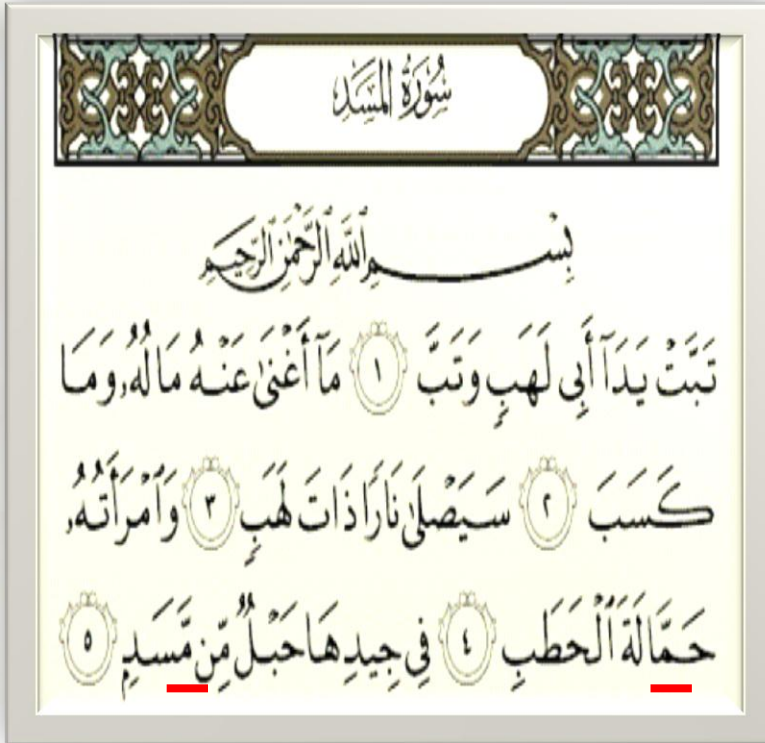 سُورَةُ المَسَدِ
بِسْمِ ٱللَّهِ ٱلرَّحْمَٰنِ ٱلرَّحِيمِ
تَبَّتْ يَدَآ أَبِى لَهَبٍ وَتَبَّ ١ مَآ أَغْنَىٰ عَنْهُ مَالُهُۥ وَمَا
كَسَبَ ٢ سَيَصْلَىٰ نَارًا ذَاتَ لَهَبٍ ٣ وَٱمْرَأَتُهُۥ
حَمَّالَةَ ٱلْحَطَبِ ٤ فِى جِيدِهَا حَبْلٌ مِّن مَّسَدٍۭ ٥